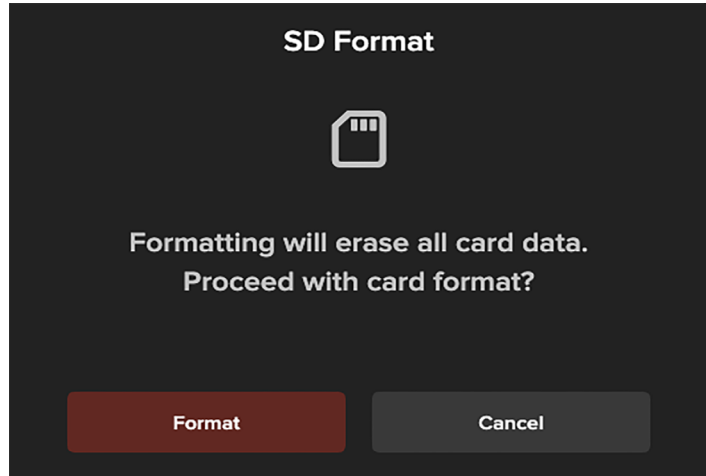 SD Format
Formatting will erase all card data.
Proceed with card format?
Format
Cancel